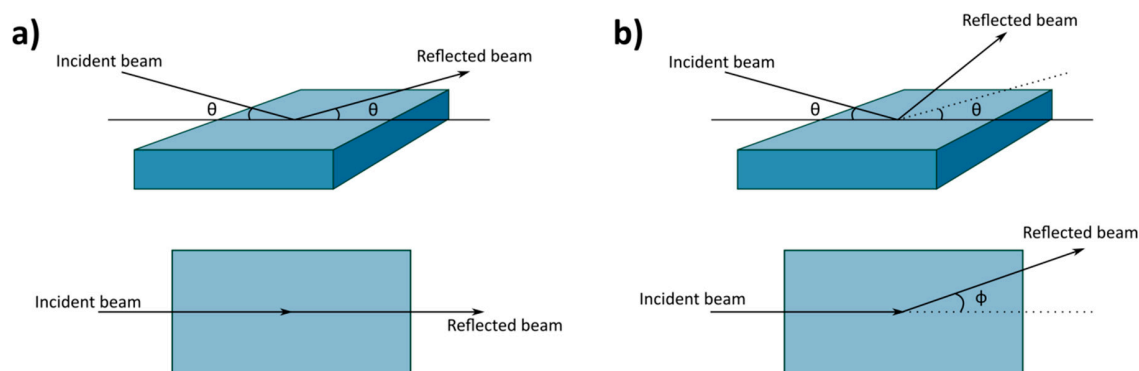 a)
Incident beam
Reflected beam
θ
θ
Incident beam
Reflected beam
b)
Incident beam
Reflected beam
θ
θ
Incident beam
Reflected beam
ϕ